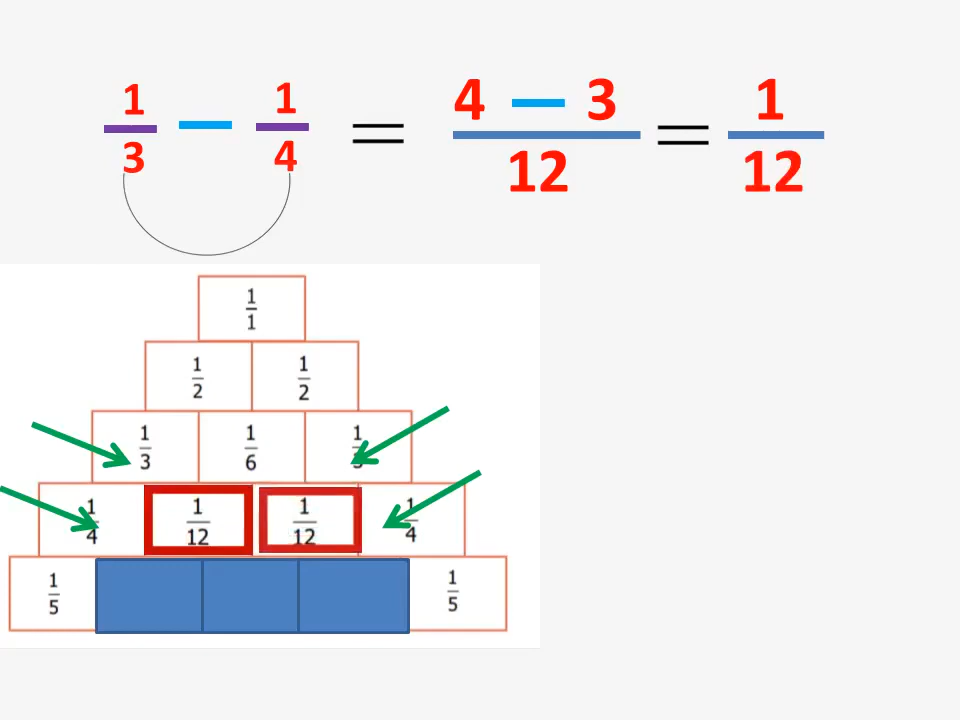 1/3 − 1/4 = 4 − 3/12 = 1/12
1/1
1/2 1/2
1/3 1/6 1/3
1/4 1/12 1/12 1/4
1/5 1/5